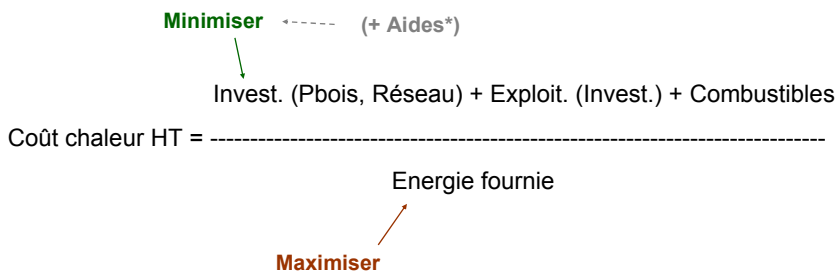 Minimiser (+ Aides*)
Invest. (Pbois, Réseau) + Exploit. (Invest.) + Combustibles
Coût chaleur HT = -----------------------------------------------------------------------------
Energie fournie
Maximiser